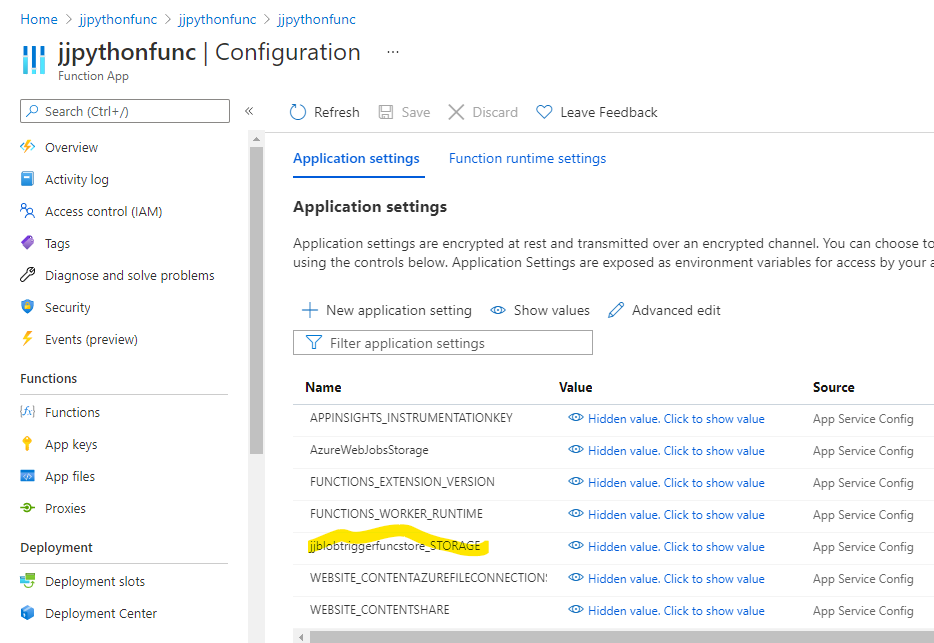 Home > jjpythonfunc > jjpythonfunc > jjpythonfunc
jjpythonfunc | Configuration ...
Function App
Search (Ctrl+/)
«
Refresh
Save
Discard
Leave Feedback
Overview
Activity log
Access control (IAM)
Tags
Diagnose and solve problems
Security
Events (preview)
Functions
Functions
App keys
App files
Proxies
Deployment
Deployment slots
Deployment Center
Application settings
Function runtime settings
Application settings
Application settings are encrypted at rest and transmitted over an encrypted channel. You can choose to
using the controls below. Application Settings are exposed as environment variables for access by your a
New application setting
Show values
Advanced edit
Filter application settings
Name Value Source
APPINSIGHTS_INSTRUMENTATIONKEY Hidden value. Click to show value App Service Config
AzureWebJobsStorage Hidden value. Click to show value App Service Config
FUNCTIONS_EXTENSION_VERSION Hidden value. Click to show value App Service Config
FUNCTIONS_WORKER_RUNTIME Hidden value. Click to show value App Service Config
jjblobtriggerfuncstore_STORAGE Hidden value. Click to show value App Service Config
WEBSITE_CONTENTAZUREFILECONNECTIONS Hidden value. Click to show value App Service Config
WEBSITE_CONTENTSHARE Hidden value. Click to show value App Service Config